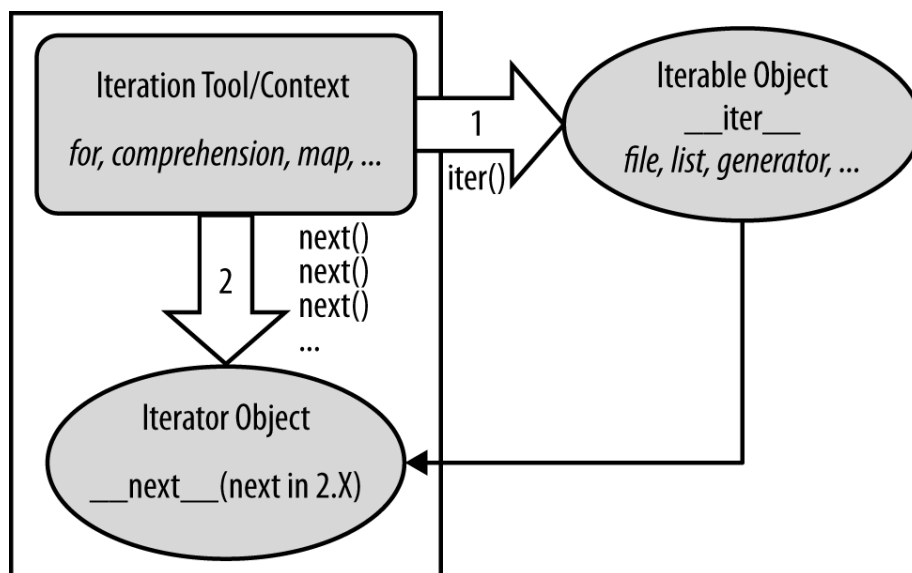 Iteration Tool/Context
for, comprehension, map, ...
1
iter()
Iterable Object
__iter__
file, list, generator, ...
2
next()
next()
next()
...
Iterator Object
__next__(next in 2.X)